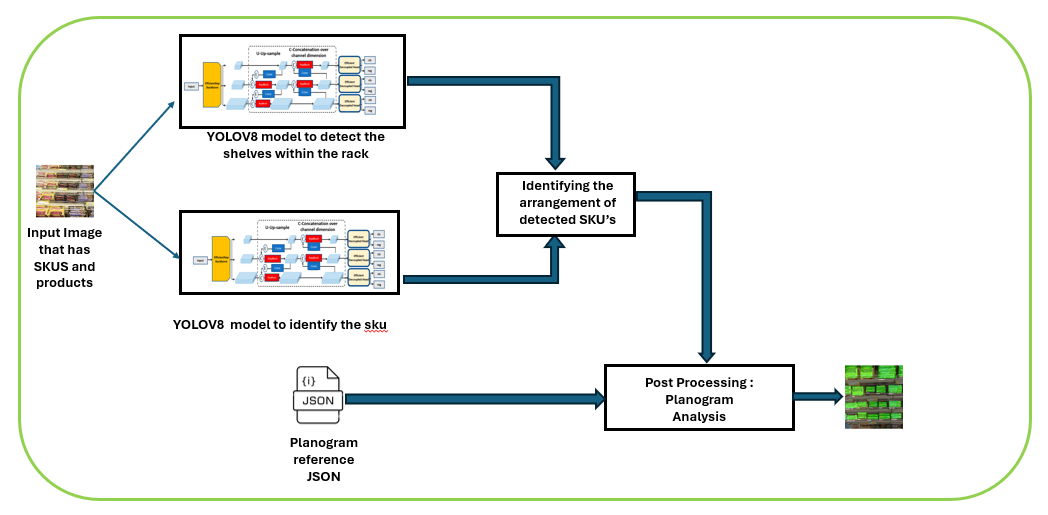 U-Up-sample
C-Concatenation over
channel dimension
Input
YOLOV8 model to detect the
shelves within the rack
Input Image
that has
SKUS and
products
Identifying the
arrangement of
detected SKU's
U-Up-sample
C-Concatenation over
channel dimension
Input
YOLOV8 model to identify the sku
{i}
JSON
Planogram
reference
JSON
Post Processing :
Planogram
Analysis